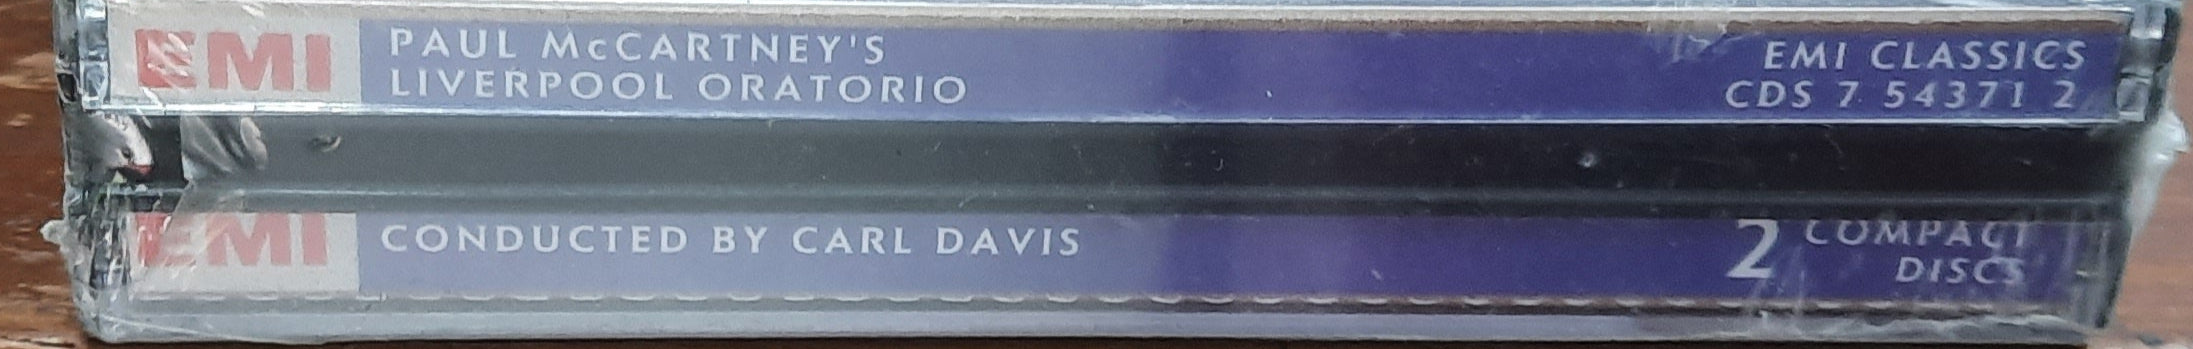 EMI
PAUL McCARTNEY'S
LIVERPOOL ORATORIO
EMI CLASSICS
CDS 7 54371 2
EMI
CONDUCTED BY CARL DAVIS
2 COMPACT
DISCS